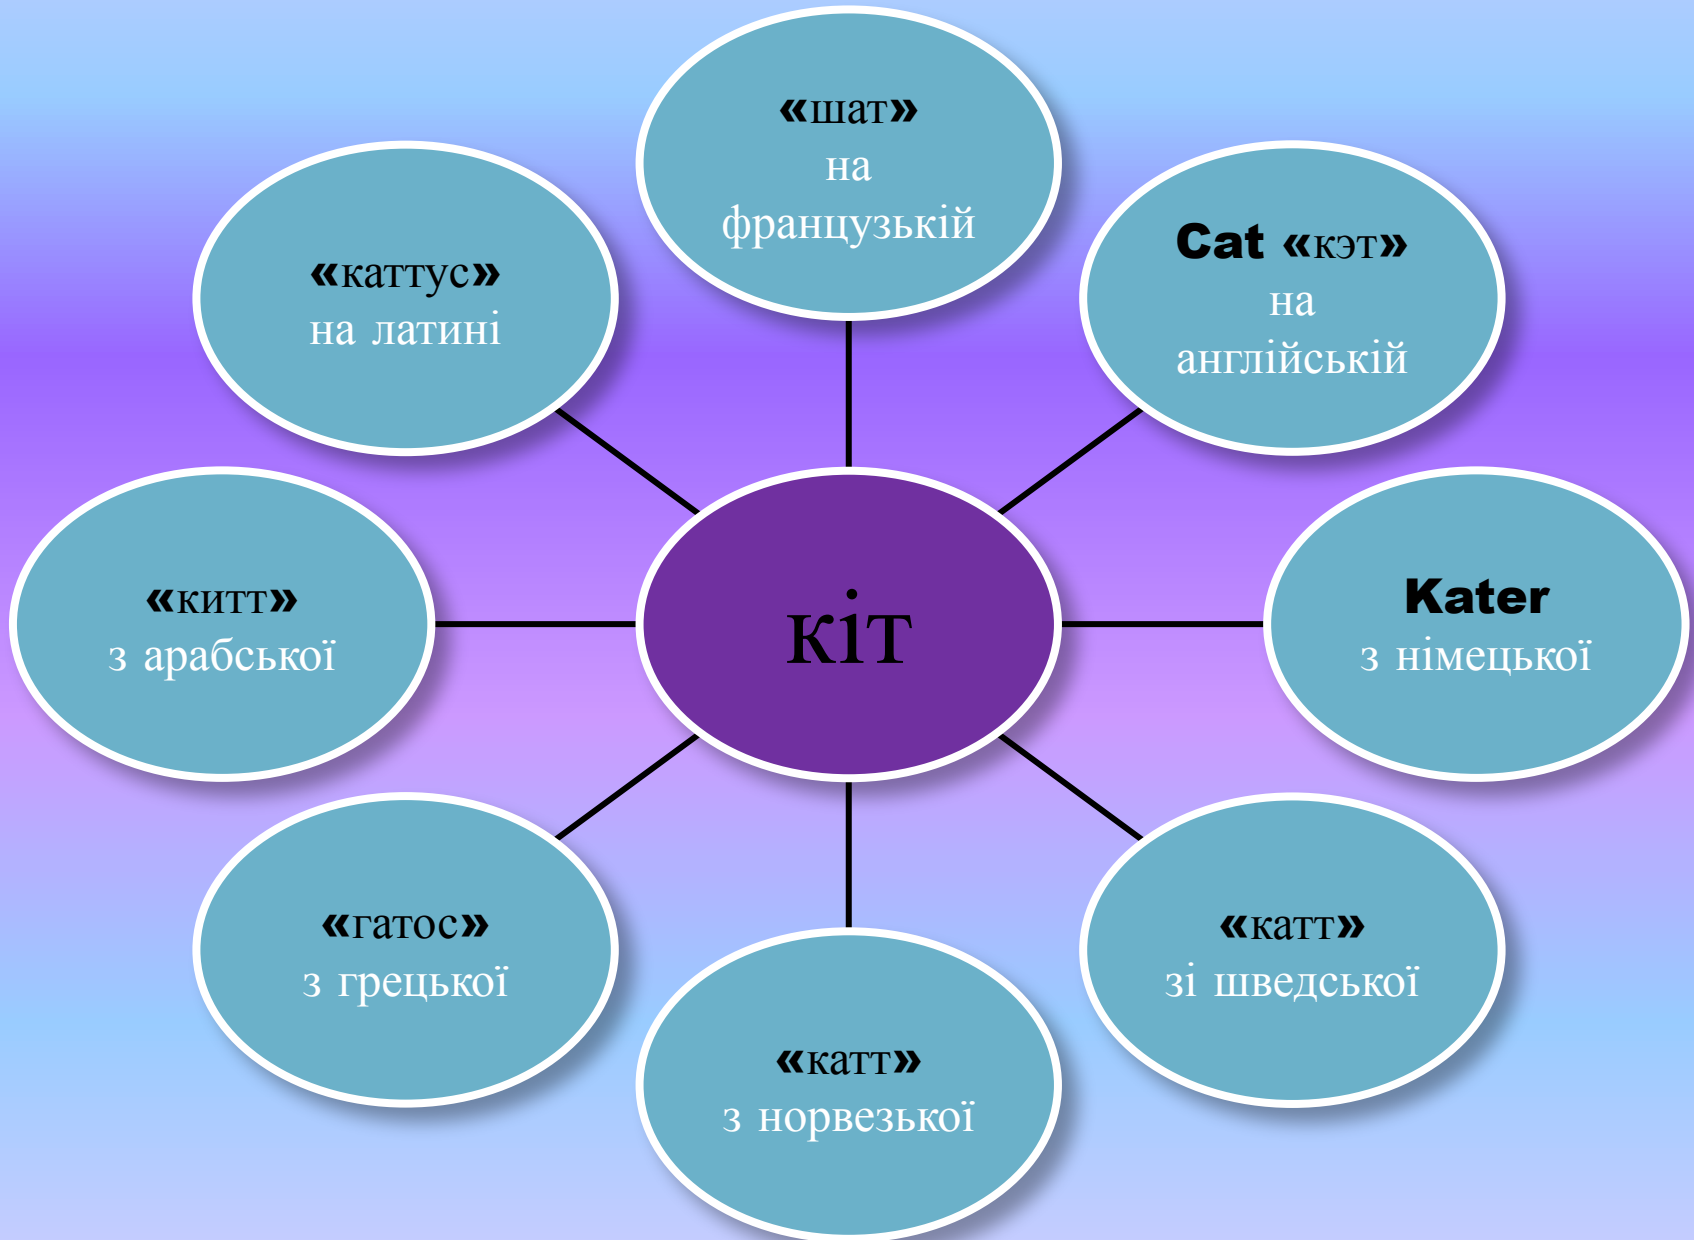 «шат»
на
французькій
Cat «кэт»
на
англійській
Kater
з німецької
«катт»
зі шведської
«катт»
з норвезької
«гатос»
з грецької
«китт»
з арабської
«каттус»
на латині
кіт